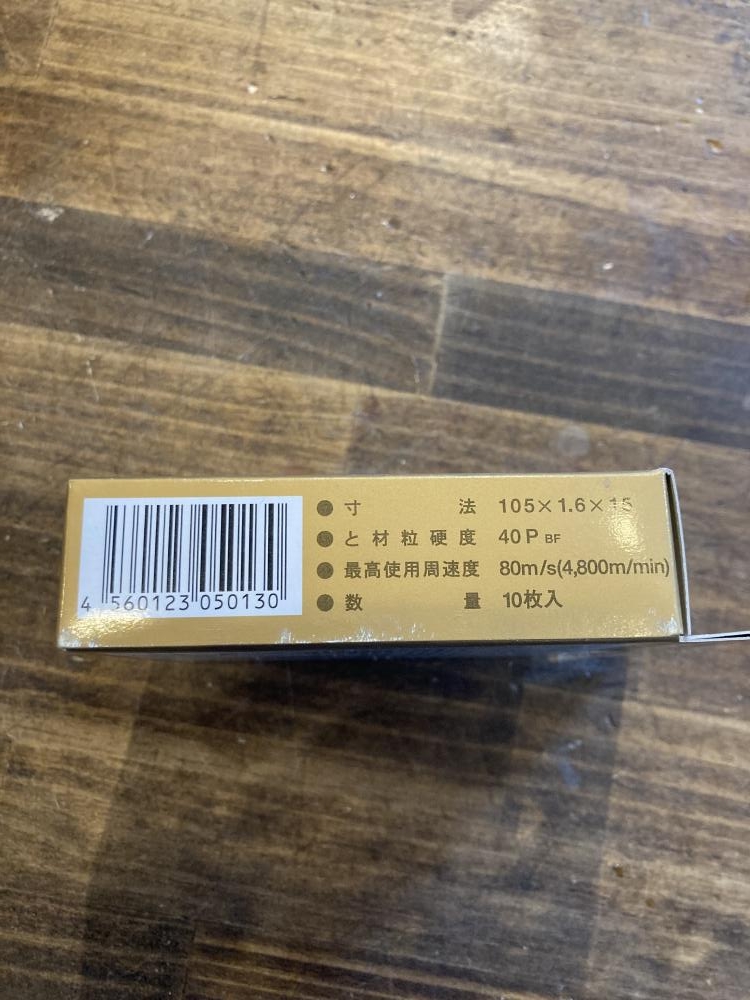 ●寸法 105×1.6×15
●と材粒硬度 40P BF
●最高使用周速度 80m/s(4,800m/min)
●数量 10枚入
4 560123 050130